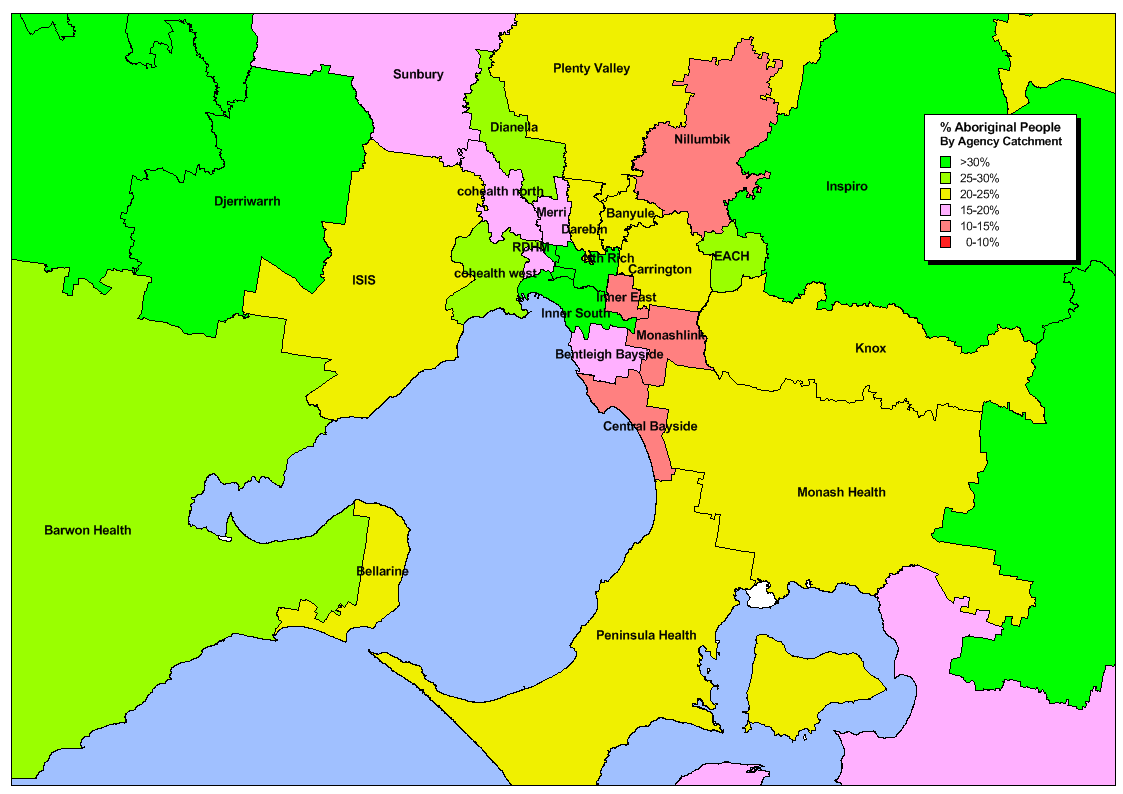 Sunbury
Plenty Valley
Dianella
Nillumbik
% Aboriginal People
By Agency Catchment
>30%
25-30%
20-25%
15-20%
10-15%
0-10%
Djerriwarrh
cohealth north
Merri
Banyule
Darebin
Inspiro
RDHM
Rich
Carrington
EACH
ISIS
cohealth west
Inner East
Inner South
Monashlink
Bentleigh Bayside
Knox
Central Bayside
Monash Health
Barwon Health
Bellarine
Peninsula Health